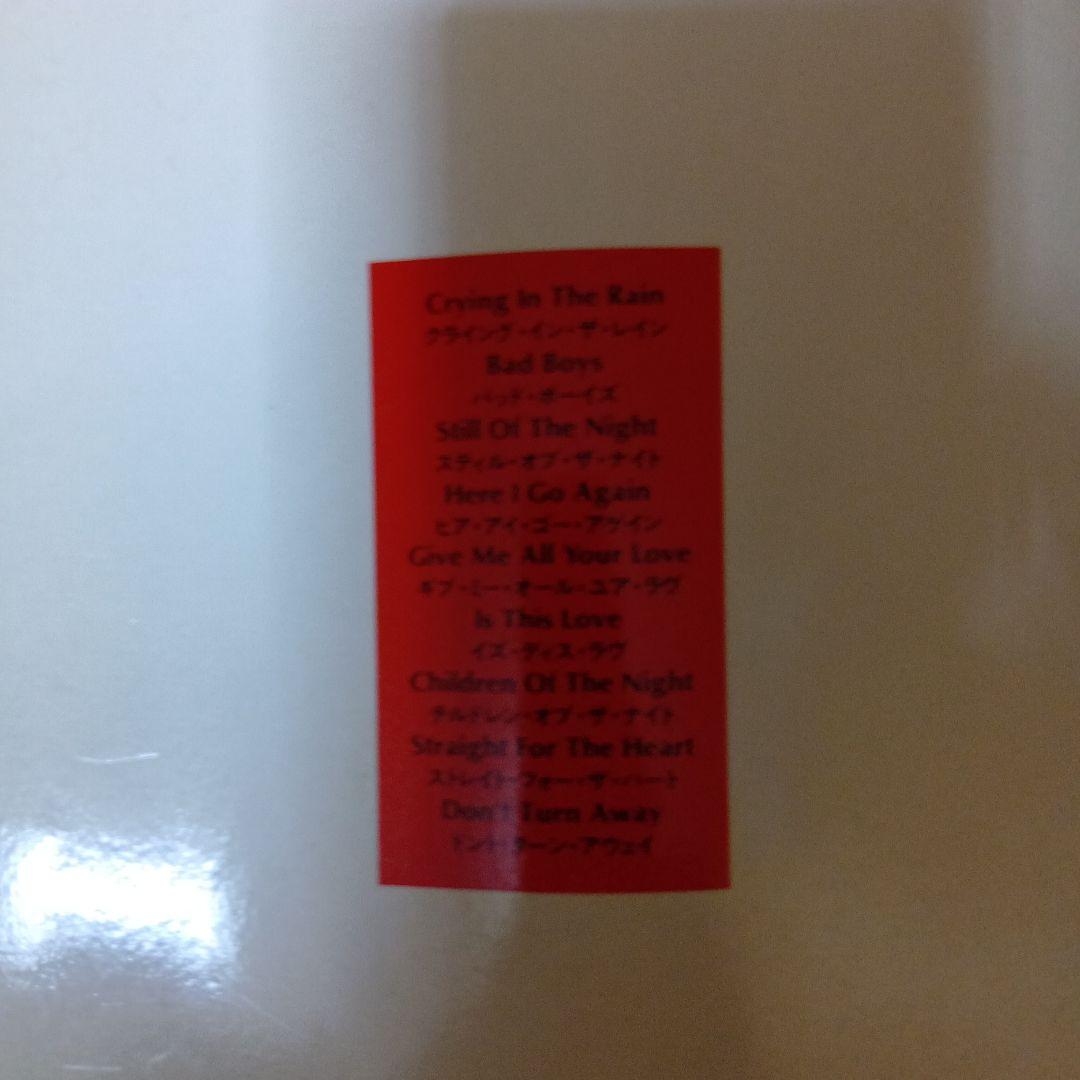 Crying In The Rain
クライング・イン・ザ・レイン
Bad Boys
バッド・ボーイズ
Still Of The Night
スティル・オブ・ザ・ナイト
Here I Go Again
ヒア・アイ・ゴー・アゲイン
Give Me All Your Love
ギブ・ミー・オール・ユア・ラヴ
Is This Love
イズ・ディス・ラヴ
Children Of The Night
チルドレン・オブ・ザ・ナイト
Straight For The Heart
ストレイト・フォー・ザ・ハート
Don't Turn Away
ドント・ターン・アウェイ